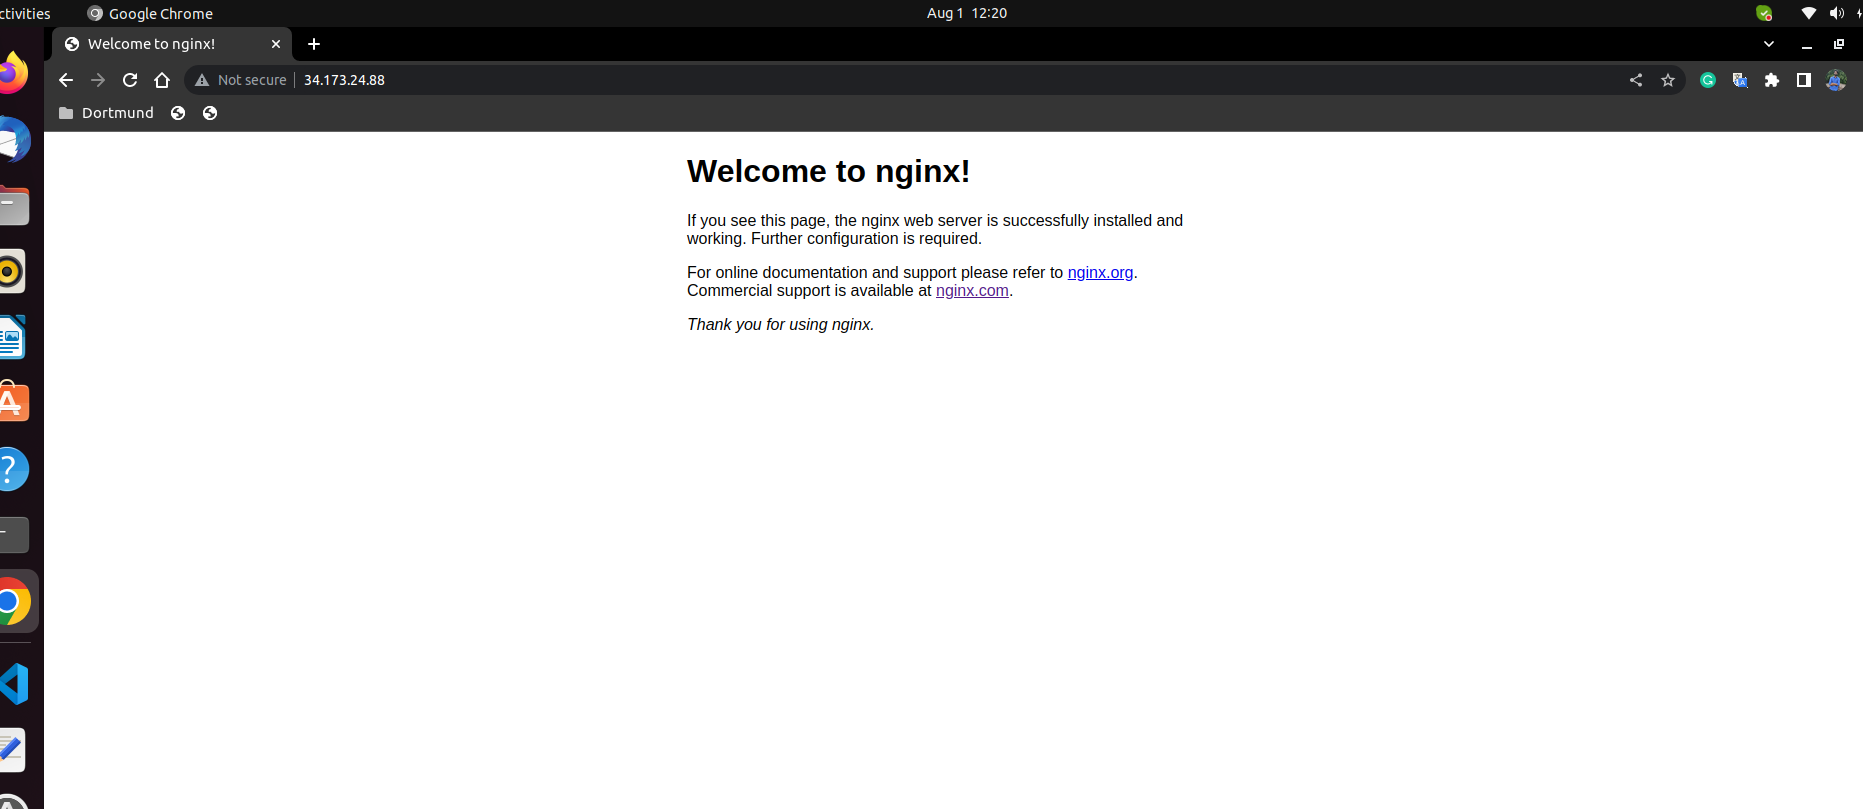 ctivities Google Chrome Aug 1 12:20
Welcome to nginx!
Not secure 34.173.24.88
Dortmund
Welcome to nginx!
If you see this page, the nginx web server is successfully installed and
working. Further configuration is required.
For online documentation and support please refer to nginx.org.
Commercial support is available at nginx.com.
Thank you for using nginx.